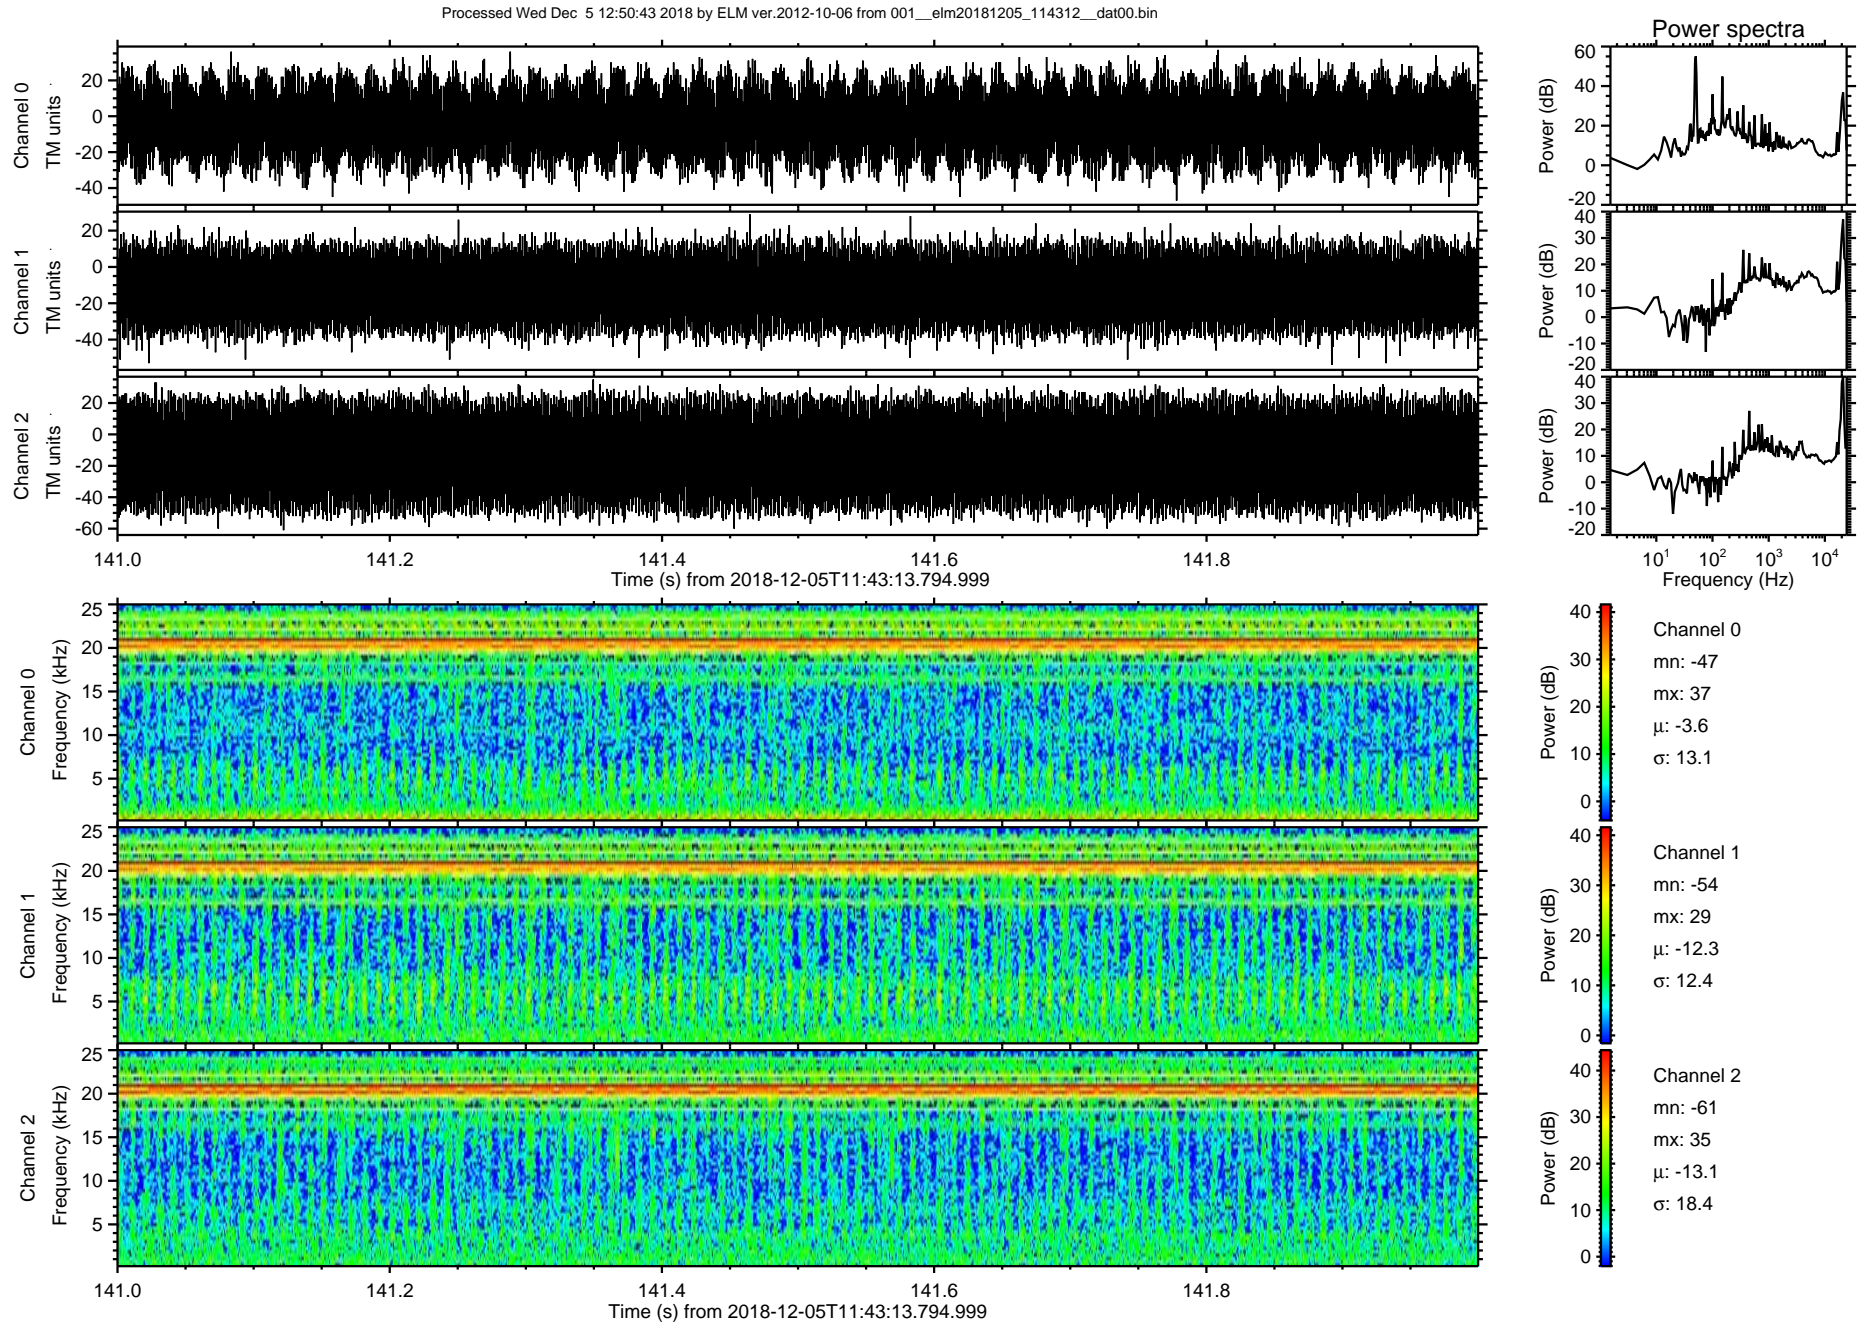 Processed Wed Dec  5 12:50:43 2018 by ELM ver.2012-10-06 from 001__elm20181205_114312__dat00.bin
Power spectra
Channel 0
TM units
20
0
-20
-40
Power (dB)
60
40
20
0
-20
Channel 1
TM units
20
0
-20
-40
Power (dB)
40
30
20
10
0
-10
-20
Channel 2
TM units
20
0
-20
-40
-60
Power (dB)
40
30
20
10
0
-10
-20
141.0 141.2 141.4 141.6 141.8
Time (s) from 2018-12-05T11:43:13.794.999
10¹ 10² 10³ 10⁴
Frequency (Hz)
Channel 0
Frequency (kHz)
25
20
15
10
5
Power (dB)
40
30
20
10
0
Channel 0
mn: -47
mx: 37
μ: -3.6
σ: 13.1
Channel 1
Frequency (kHz)
25
20
15
10
5
Power (dB)
40
30
20
10
0
Channel 1
mn: -54
mx: 29
μ: -12.3
σ: 12.4
Channel 2
Frequency (kHz)
25
20
15
10
5
Power (dB)
40
30
20
10
0
Channel 2
mn: -61
mx: 35
μ: -13.1
σ: 18.4
141.0 141.2 141.4 141.6 141.8
Time (s) from 2018-12-05T11:43:13.794.999